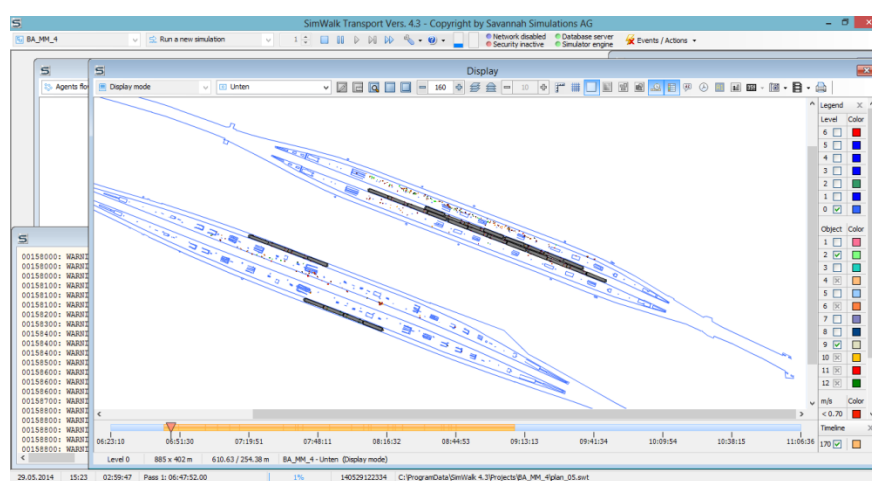 SimWalk Transport Vers. 4.3 - Copyright by Savannah Simulations AG
BA_MM_4
Run a new simulation
1
Network disabled
Security inactive
Database server
Simulator engine
Events / Actions
Agents flo
Display
Display mode
Unten
160
10
Legend
Level Color
6
5
4
3
2
1
0
Object Color
1
2
3
4
5
6
7
8
9
10
11
12
m/s Color
< 0.70
Timeline
170
00158000: WARNI
00158000: WARNI
00158000: WARNI
00158100: WARNI
00158100: WARNI
00158100: WARNI
00158200: WARNI
00158300: WARNI
00158400: WARNI
00158400: WARNI
00158400: WARNI
00158500: WARNI
00158600: WARNI
00158600: WARNI
00158600: WARNI
00158700: WARNI
00158800: WARNI
00158800: WARNI
00158800: WARNI
00158800: WARNI
00158800: WARNI
06:23:10 06:51:30 07:19:51 07:48:11 08:16:32 08:44:53 09:13:13 09:41:34 10:09:54 10:38:15 11:06:36
Level 0 885 x 402 m 610.63 / 254.38 m BA_MM_4 - Unten (Display mode)
29.05.2014 15:23 02:59:47 Pass 1: 06:47:52.00 1% 140529122334 C:\ProgramData\SimWalk 4.3\Projects\BA_MM_4\plan_05.swt